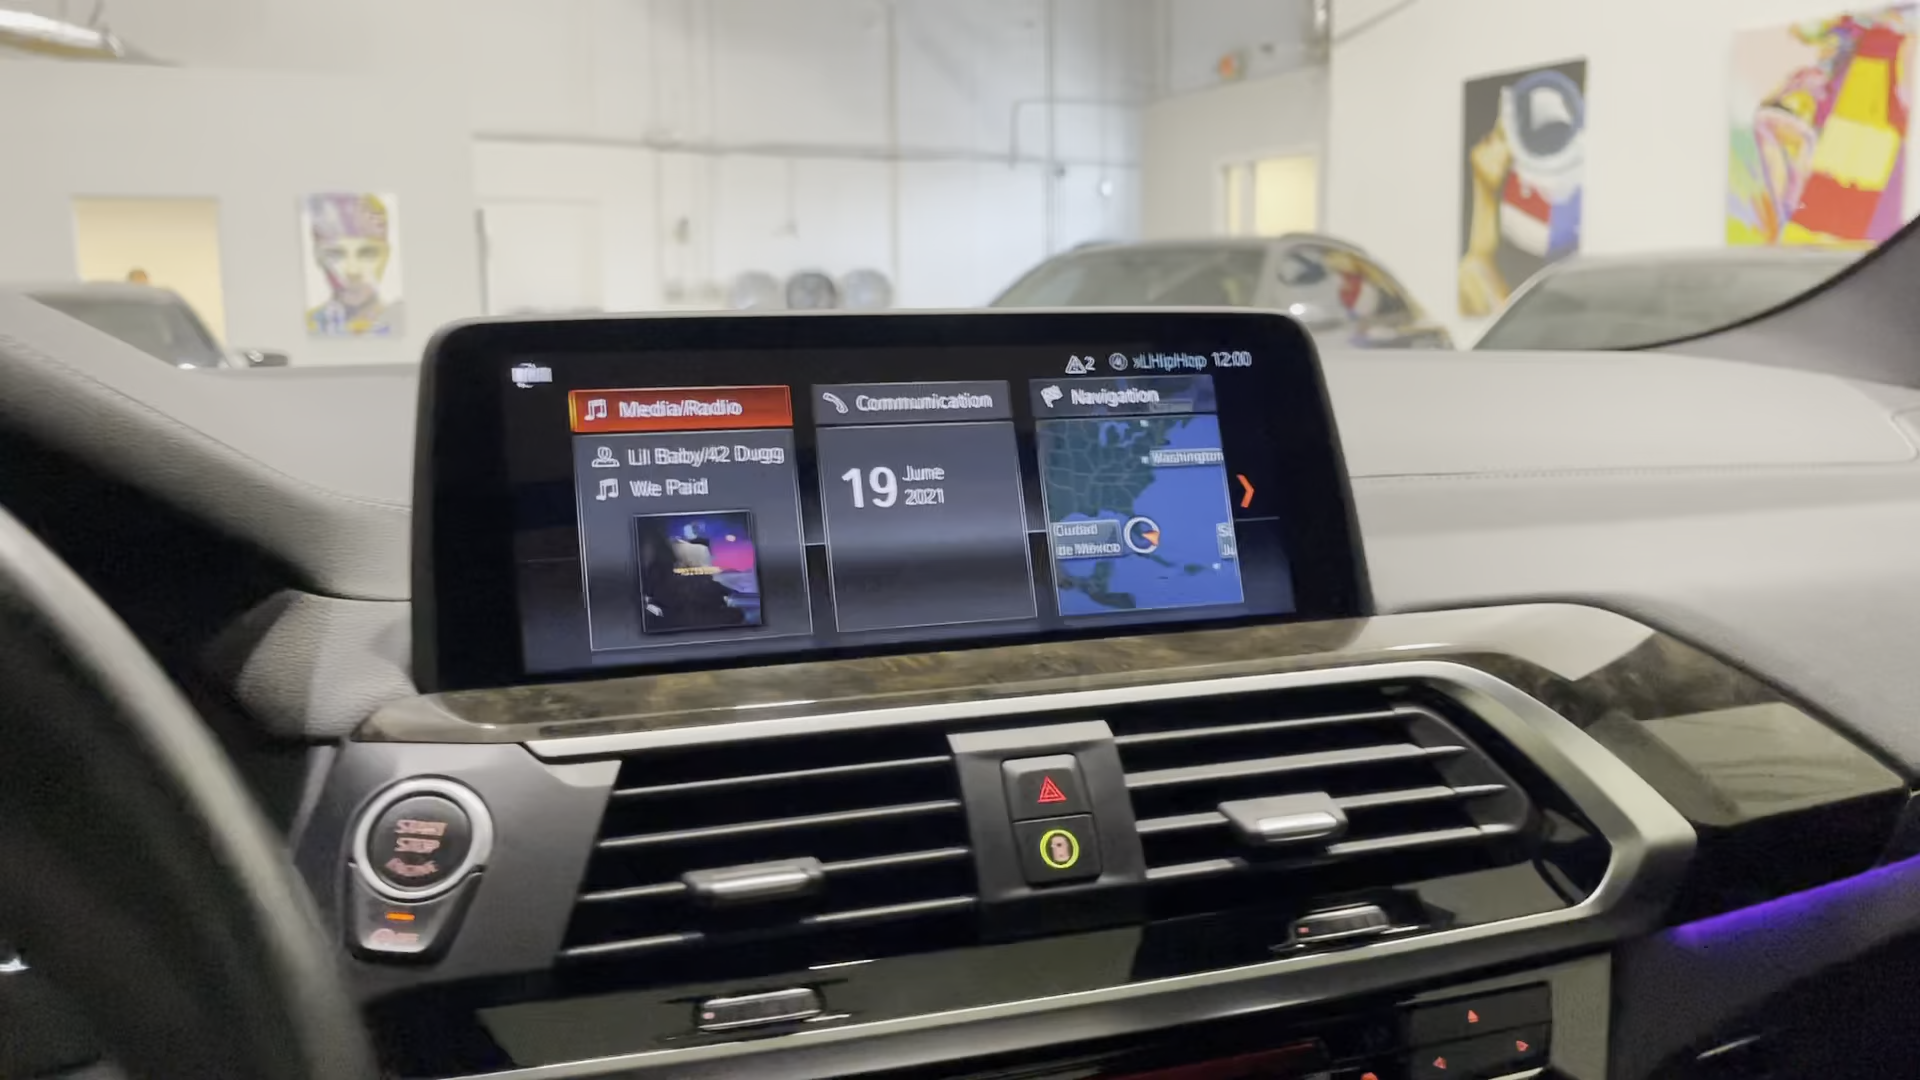 2 xLHipHop 12:00
Media/Radio
Communication
Navigation
Lil Baby/42 Dugg
We Paid
19 June
2021
Washington
Ciudad
de México
START
STOP